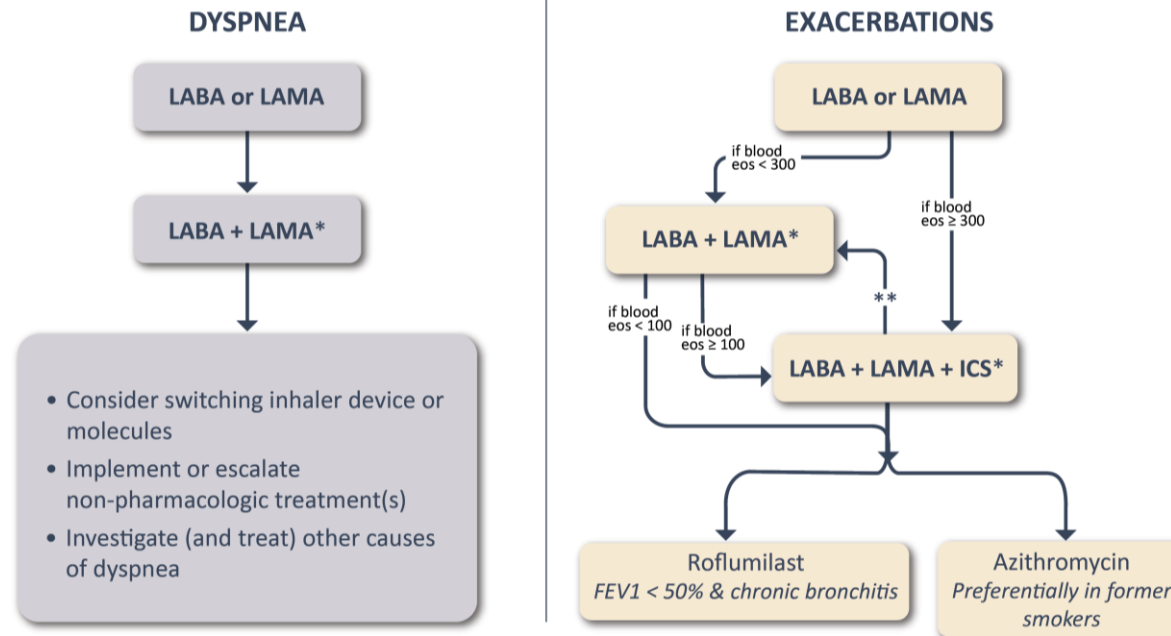 DYSPNEA
LABA or LAMA
LABA + LAMA*
• Consider switching inhaler device or
molecules
• Implement or escalate
non-pharmacologic treatment(s)
• Investigate (and treat) other causes
of dyspnea
EXACERBATIONS
LABA or LAMA
if blood
eos < 300
if blood
eos ≥ 300
LABA + LAMA*
**
if blood
eos < 100
if blood
eos ≥ 100
LABA + LAMA + ICS*
Roflumilast
FEV1 < 50% & chronic bronchitis
Azithromycin
Preferentially in former
smokers